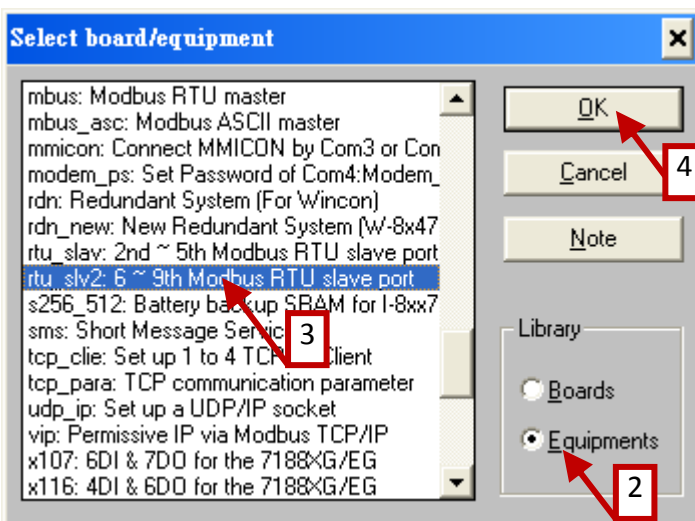 Select board/equipment
mbus: Modbus RTU master
mbus_asc: Modbus ASCII master
mmicon: Connect MMICON by Com3 or Con
modem_ps: Set Password of Com4:Modem_
rdn: Redundant System (For Wincon)
rdn_new: New Redundant System (W-8x47
rtu_slav: 2nd ~ 5th Modbus RTU slave port
rtu_slv2: 6 ~ 9th Modbus RTU slave port
s256_512: Battery backup SRAM for I-8xx7
sms: Short Message Servic
tcp_clie: Set up 1 to 4 TCP Client
tcp_para: TCP communication parameter
udp_ip: Set up a UDP/IP socket
vip: Permissive IP via Modbus TCP/IP
x107: 6DI & 7DO for the 7188XG/EG
x116: 4DI & 6DO for the 7188XG/EG
3
OK
4
Cancel
Note
Library
Boards
Equipments
2